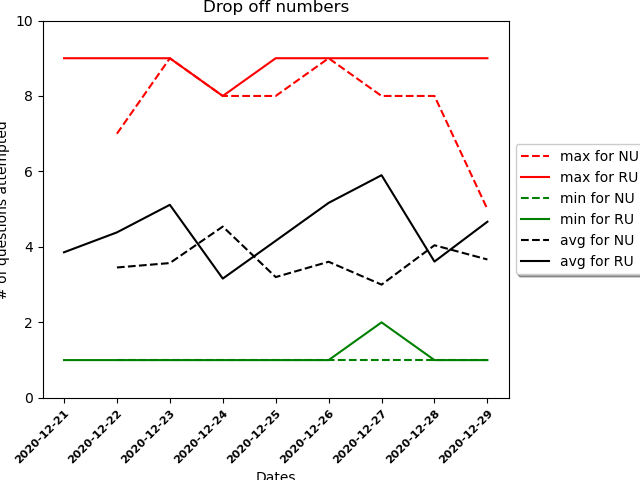 Drop off numbers
# of questions attempted
10
8
6
4
2
0
2020-12-21
2020-12-22
2020-12-23
2020-12-24
2020-12-25
2020-12-26
2020-12-27
2020-12-28
2020-12-29
Dates
max for NU
max for RU
min for NU
min for RU
avg for NU
avg for RU